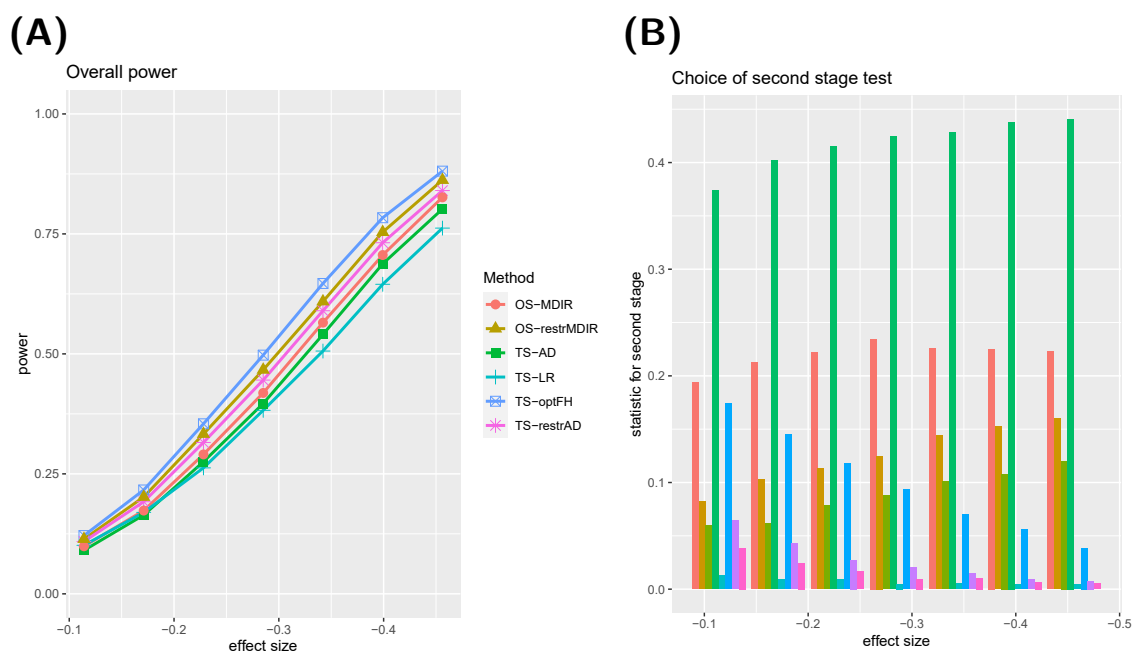 (A)
Overall power
1.00
0.75
0.50
0.25
0.00
power
−0.1
−0.2
−0.3
−0.4
effect size
Method
OS−MDIR
OS−restrMDIR
TS−AD
TS−LR
TS−optFH
TS−restrAD
(B)
Choice of second stage test
0.4
0.3
0.2
0.1
0.0
statistic for second stage
−0.1
−0.2
−0.3
−0.4
−0.5
effect size